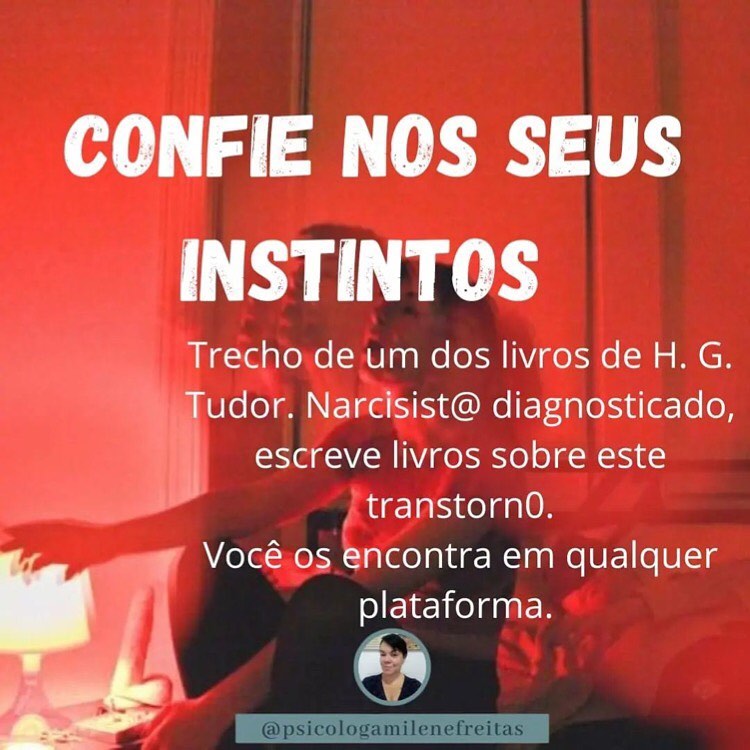 CONFIE NOS SEUS
INSTINTOS
Trecho de um dos livros de H. G.
Tudor. Narcisist@ diagnosticado,
escreve livros sobre este
transtorn0.
Você os encontra em qualquer
plataforma.
@psicologamilenefreitas